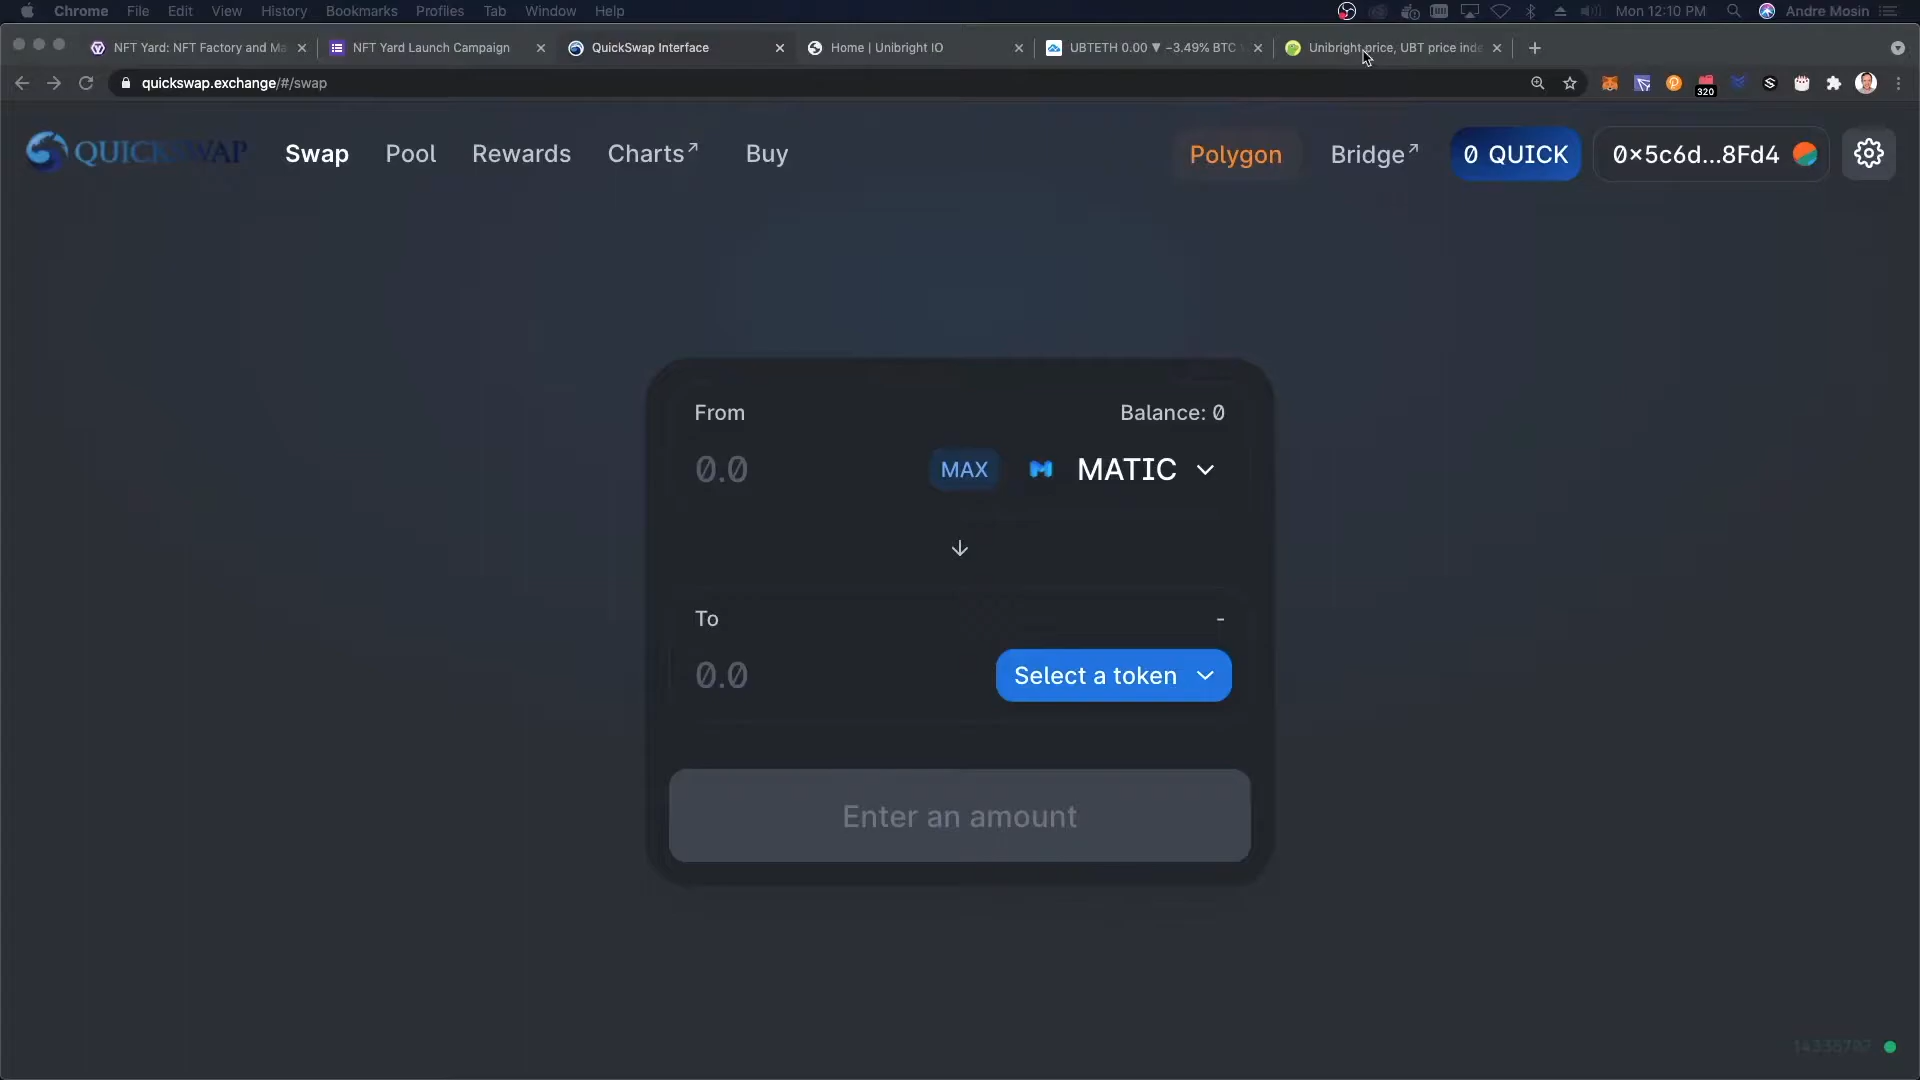 Chrome File Edit View History Bookmarks Profiles Tab Window Help Mon 12:10 PM Andre Mosin
NFT Yard: NFT Factory and Ma NFT Yard Launch Campaign QuickSwap Interface Home | Unibright IO UBTETH 0.00 ▼ −3.49% BTC Unibright price, UBT price inde
quickswap.exchange/#/swap 320
QUICKSWAP Swap Pool Rewards Charts↗ Buy Polygon Bridge↗ 0 QUICK 0×5c6d...8Fd4
From Balance: 0
0.0 MAX MATIC
To -
0.0 Select a token
Enter an amount